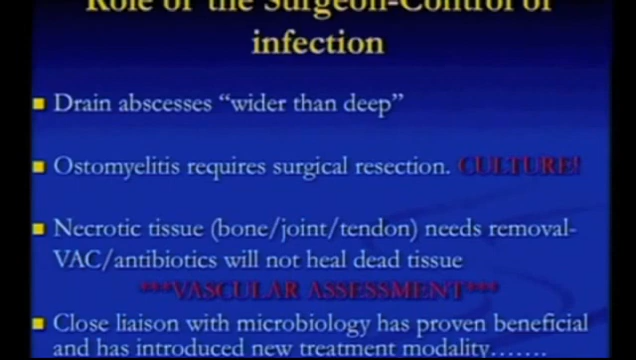 Role of the Surgeon-Control of
infection
Drain abscesses “wider than deep”
Ostomyelitis requires surgical resection. CULTURE!
Necrotic tissue (bone/joint/tendon) needs removal-
VAC/antibiotics will not heal dead tissue
***VASCULAR ASSESSMENT***
Close liaison with microbiology has proven beneficial
and has introduced new treatment modality…….